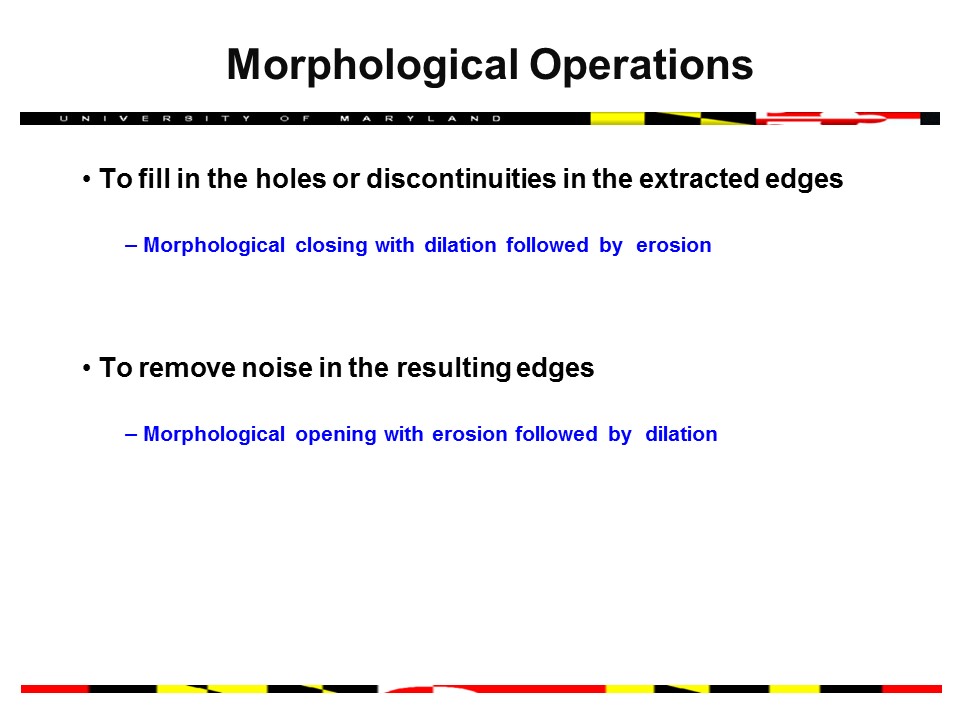 Morphological Operations
UNIVERSITY OF MARYLAND
• To fill in the holes or discontinuities in the extracted edges
– Morphological closing with dilation followed by erosion
• To remove noise in the resulting edges
– Morphological opening with erosion followed by dilation